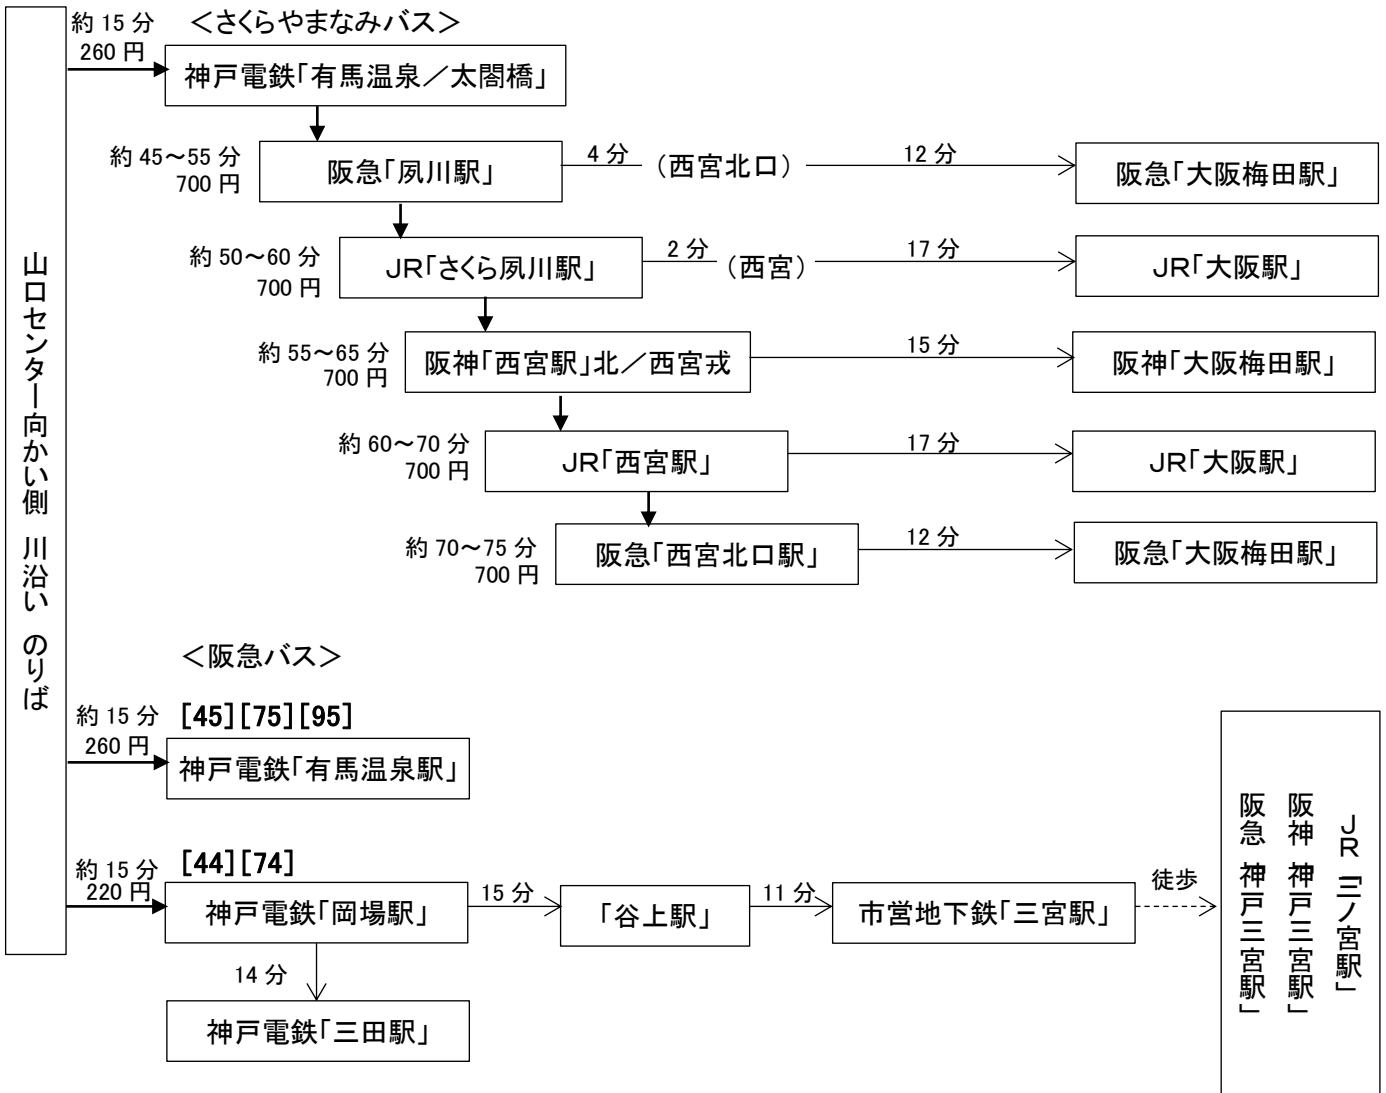 山口センター向かい側 川沿い のりば
約 15 分
260 円
＜さくらやまなみバス＞
神戸電鉄「有馬温泉／太閤橋」
約 45～55 分
700 円
阪急「夙川駅」
4 分
（西宮北口）
12 分
阪急「大阪梅田駅」
約 50～60 分
700 円
ＪＲ「さくら夙川駅」
2 分
（西宮）
17 分
ＪＲ「大阪駅」
約 55～65 分
700 円
阪神「西宮駅」北／西宮戎
15 分
阪神「大阪梅田駅」
約 60～70 分
700 円
ＪＲ「西宮駅」
17 分
ＪＲ「大阪駅」
約 70～75 分
700 円
阪急「西宮北口駅」
12 分
阪急「大阪梅田駅」
＜阪急バス＞
約 15 分
260 円
[45][75][95]
神戸電鉄「有馬温泉駅」
約 15 分
220 円
[44][74]
神戸電鉄「岡場駅」
15 分
「谷上駅」
11 分
市営地下鉄「三宮駅」
徒歩
ＪＲ「三ノ宮駅」
阪神「神戸三宮駅」
阪急「神戸三宮駅」
14 分
神戸電鉄「三田駅」